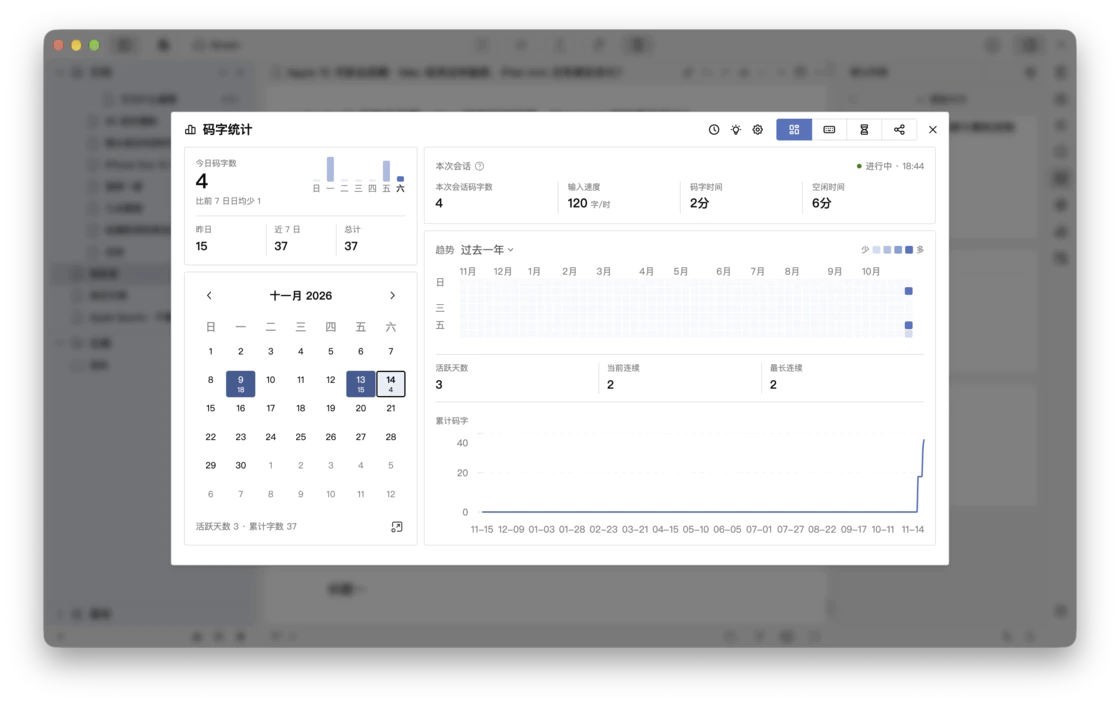 码字统计
今日码字数
4
比前 7 日日均少 1
日 一 二 三 四 五 六
昨日 近 7 日 总计
15 37 37
十一月 2026
日 一 二 三 四 五 六
1 2 3 4 5 6 7
8 9 10 11 12 13 14
18 15 4
15 16 17 18 19 20 21
22 23 24 25 26 27 28
29 30 1 2 3 4 5
6 7 8 9 10 11 12
活跃天数 3 · 累计字数 37
本次会话 ?
进行中 · 18:44
本次会话码字数 输入速度 码字时间 空闲时间
4 120 字/时 2分 6分
趋势 过去一年
少 多
11月 12月 1月 2月 3月 4月 5月 6月 7月 8月 9月 10月
日
三
五
活跃天数 当前连续 最长连续
3 2 2
累计码字
40
20
0
11-15 12-09 01-03 01-28 02-23 03-21 04-15 05-10 06-05 07-01 07-27 08-22 09-17 10-11 11-14